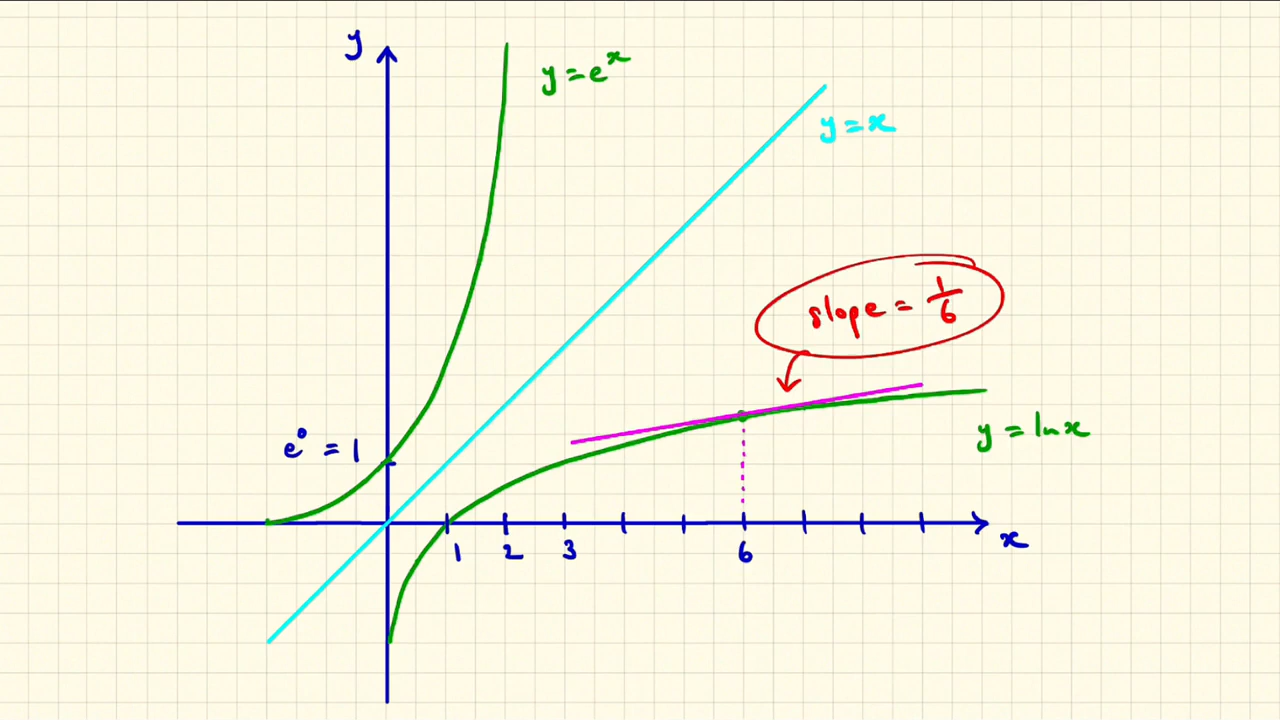 y
y = e^x
y = x
slope = 1/6
e^0 = 1
y = ln x
1 2 3 6
x